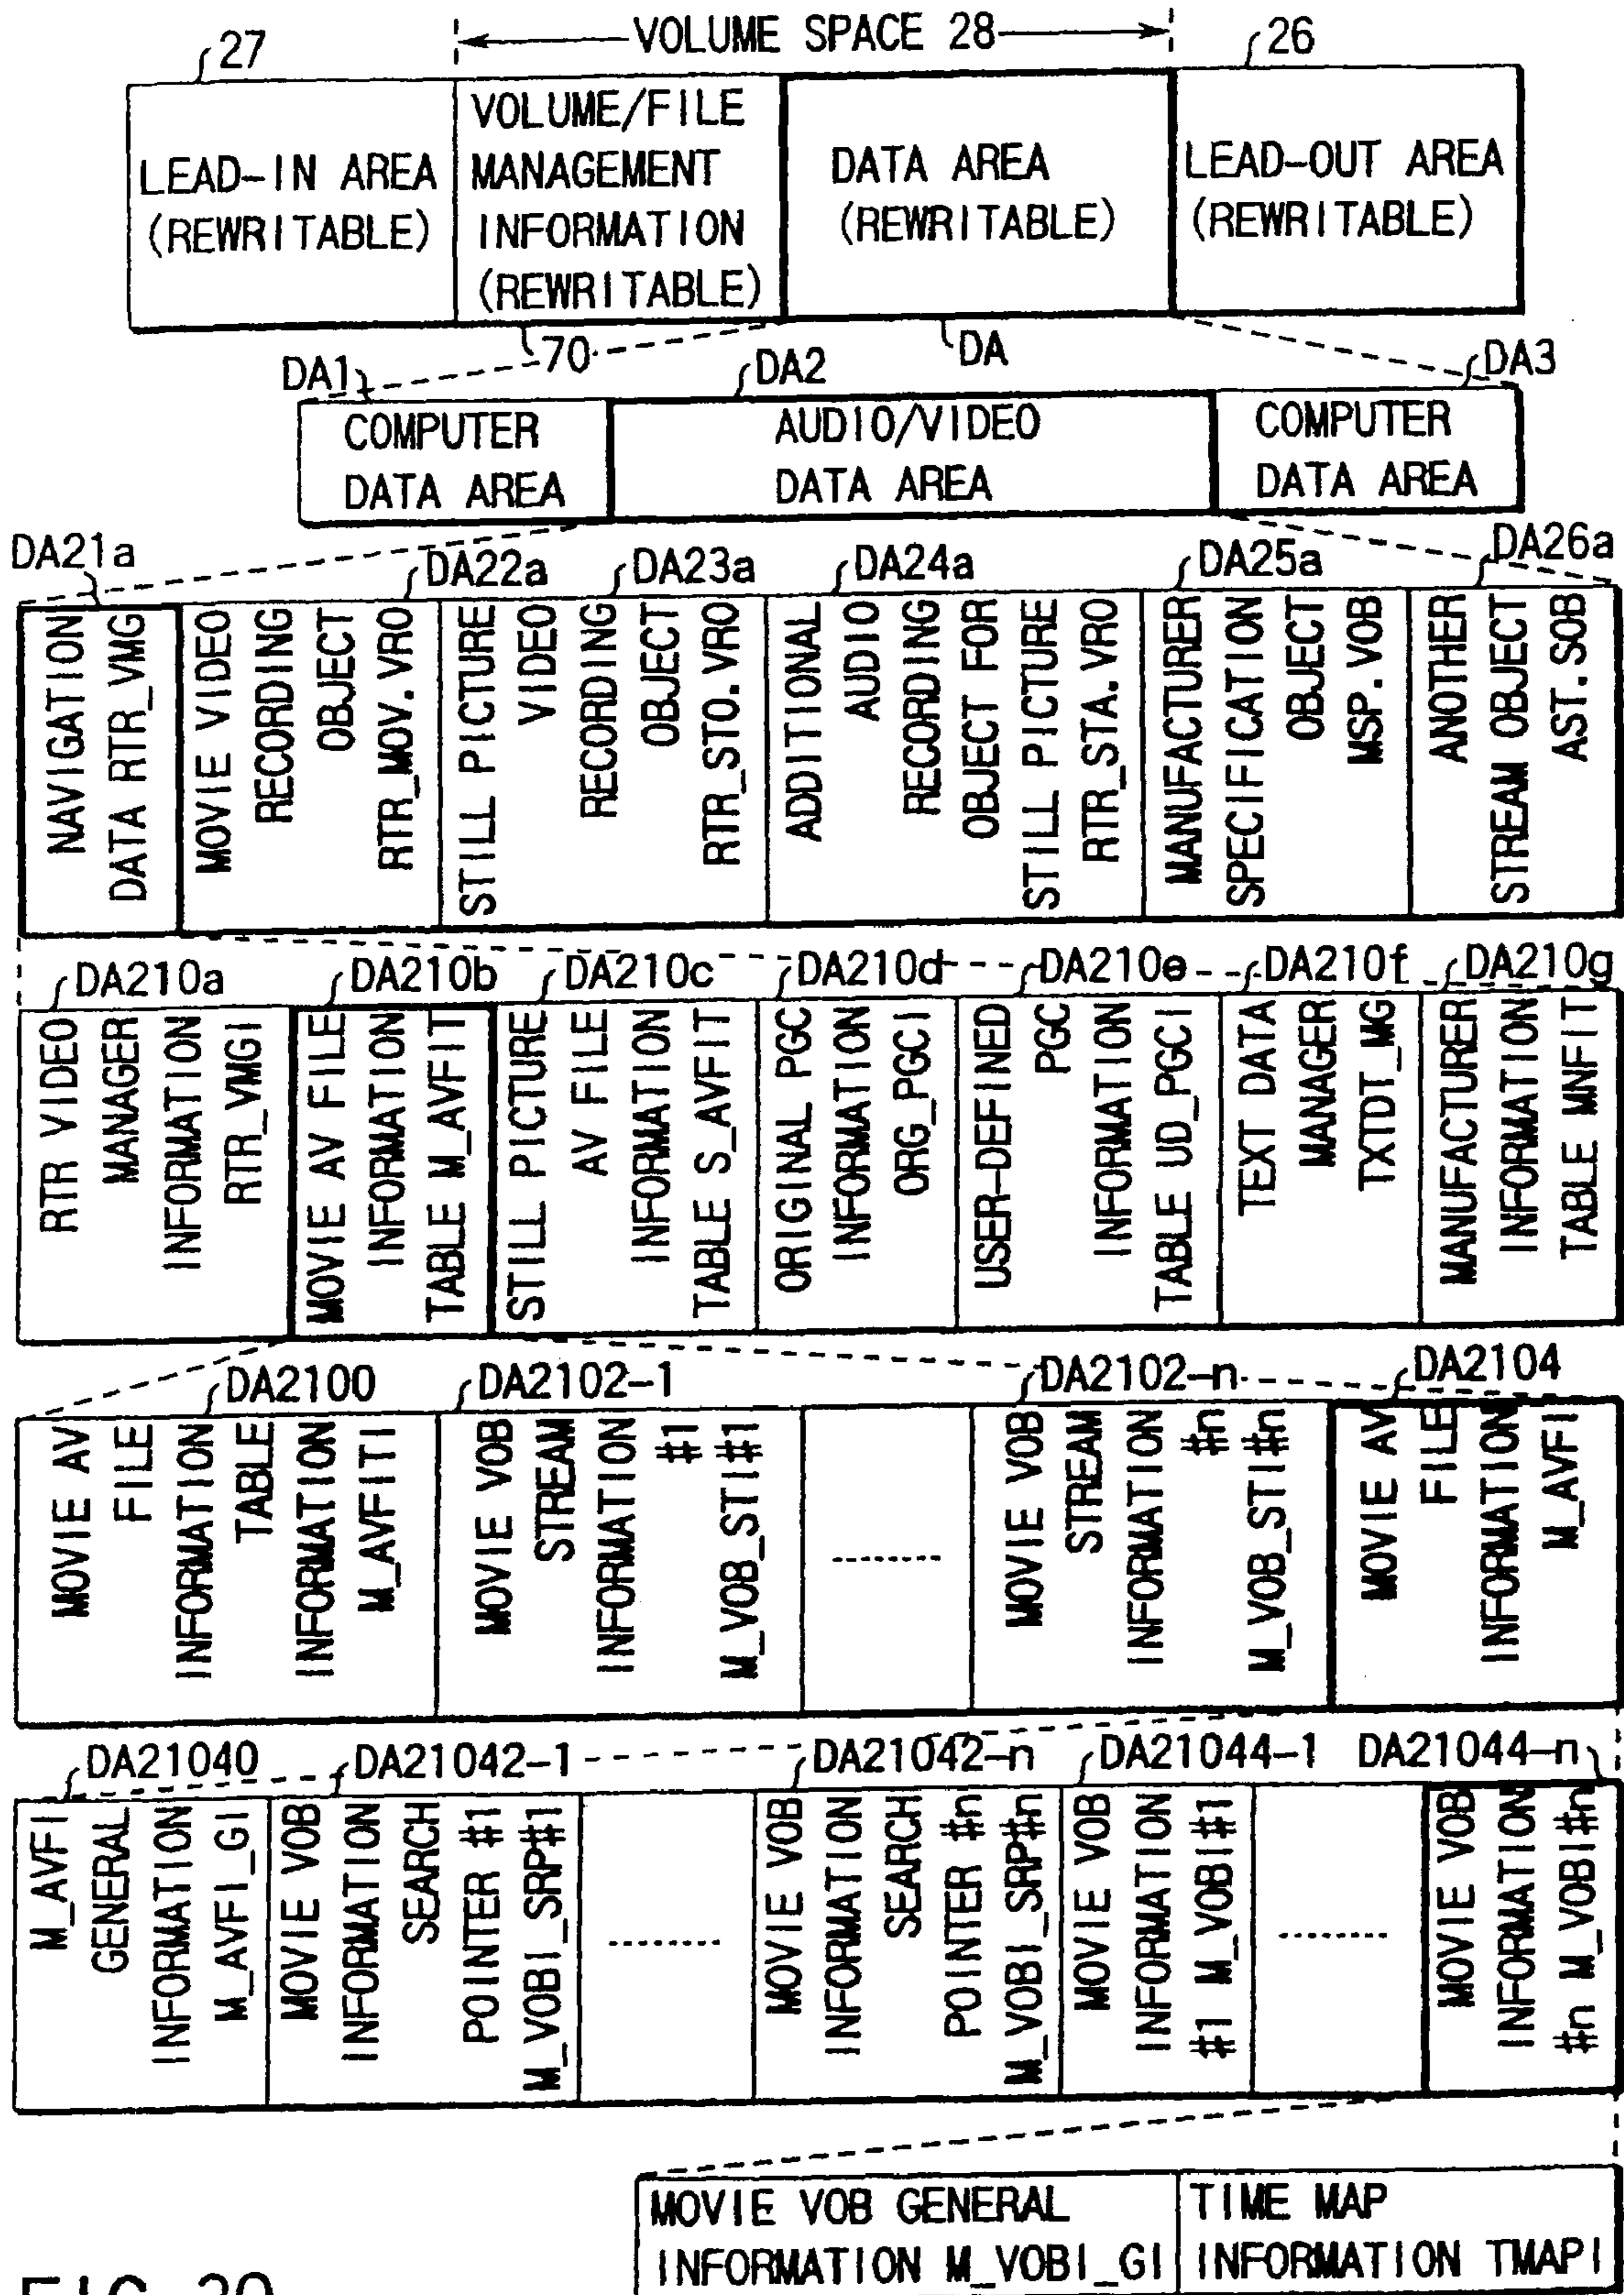 VOLUME SPACE 28
27
26
LEAD-IN AREA
(REWRITABLE)
VOLUME/FILE
MANAGEMENT
INFORMATION
(REWRITABLE)
DATA AREA
(REWRITABLE)
LEAD-OUT AREA
(REWRITABLE)
70
DA
DA1
DA2
DA3
COMPUTER
DATA AREA
AUDIO/VIDEO
DATA AREA
COMPUTER
DATA AREA
DA21a
DA22a
DA23a
DA24a
DA25a
DA26a
NAVIGATION
DATA RTR_VMG
MOVIE VIDEO
RECORDING
OBJECT
RTR_MOV.VRO
STILL PICTURE
VIDEO
RECORDING
OBJECT
RTR_STO.VRO
ADDITIONAL
AUDIO
RECORDING
OBJECT FOR
STILL PICTURE
RTR_STA.VRO
MANUFACTURER
SPECIFICATION
OBJECT
MSP.VOB
ANOTHER
STREAM OBJECT
AST.SOB
DA210a
DA210b
DA210c
DA210d
DA210e
DA210f
DA210g
RTR VIDEO
MANAGER
INFORMATION
RTR_VMGI
MOVIE AV FILE
INFORMATION
TABLE M_AVFIT
STILL PICTURE
AV FILE
INFORMATION
TABLE S_AVFIT
ORIGINAL PGC
INFORMATION
ORG_PGCI
USER-DEFINED
PGC
INFORMATION
TABLE UD_PGCI
TEXT DATA
MANAGER
TXTDT_MG
MANUFACTURER
INFORMATION
TABLE MNFIT
DA2100
DA2102-1
DA2102-n
DA2104
MOVIE AV
FILE
INFORMATION
TABLE
INFORMATION
M_AVFITI
MOVIE VOB
STREAM
INFORMATION
#1
M_VOB_STI#1
---------
MOVIE VOB
STREAM
INFORMATION
#n
M_VOB_STI#n
MOVIE AV
FILE
INFORMATION
M_AVFI
DA21040
DA21042-1
DA21042-n
DA21044-1
DA21044-n
M_AVFI
GENERAL
INFORMATION
M_AVFI_GI
MOVIE VOB
INFORMATION
SEARCH
POINTER #1
M_VOBI_SRP#1
---------
MOVIE VOB
INFORMATION
SEARCH
POINTER #n
M_VOBI_SRP#n
MOVIE VOB
INFORMATION
#1 M_VOBI#1
---------
MOVIE VOB
INFORMATION
#n M_VOBI#n
MOVIE VOB GENERAL
INFORMATION M_VOBI_GI
TIME MAP
INFORMATION TMAPI